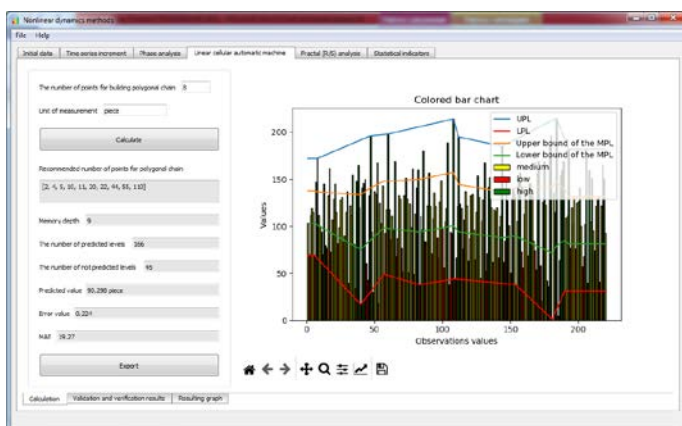 Nonlinear dynamics methods
File Help
Initial data Time series increment Phase analysis Linear cellular automatic machine Fractal (R/S) analysis Statistical indicators
The number of points for building polygonal chain 8
Unit of measurement piece
Calculate
Recommended number of points for polygonal chain
[2, 4, 5, 10, 11, 20, 22, 44, 55, 110]
Memory depth 9
The number of predicted levels 166
The number of not predicted levels
Predicted value 90.298 piece
Error value 0.224
MAE 19.27
Export
Colored bar chart
UPL
LPL
Upper bound of the MPL
Lower bound of the MPL
medium
low
high
Values
200
150
100
50
0
0 50 100 150 200
Observations values
Calculation Validation and verification results Resulting graph